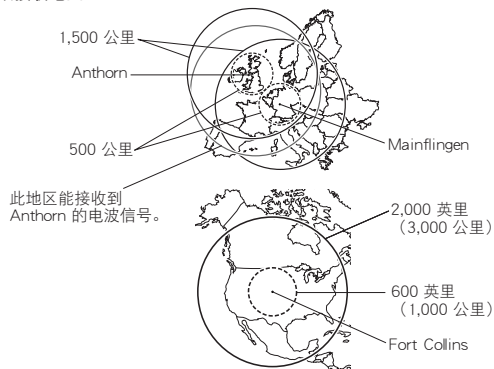 1,500 公里
Anthorn
500 公里
Mainflingen
此地区能接收到
Anthorn 的电波信号。
2,000 英里
（3,000 公里）
600 英里
（1,000 公里）
Fort Collins